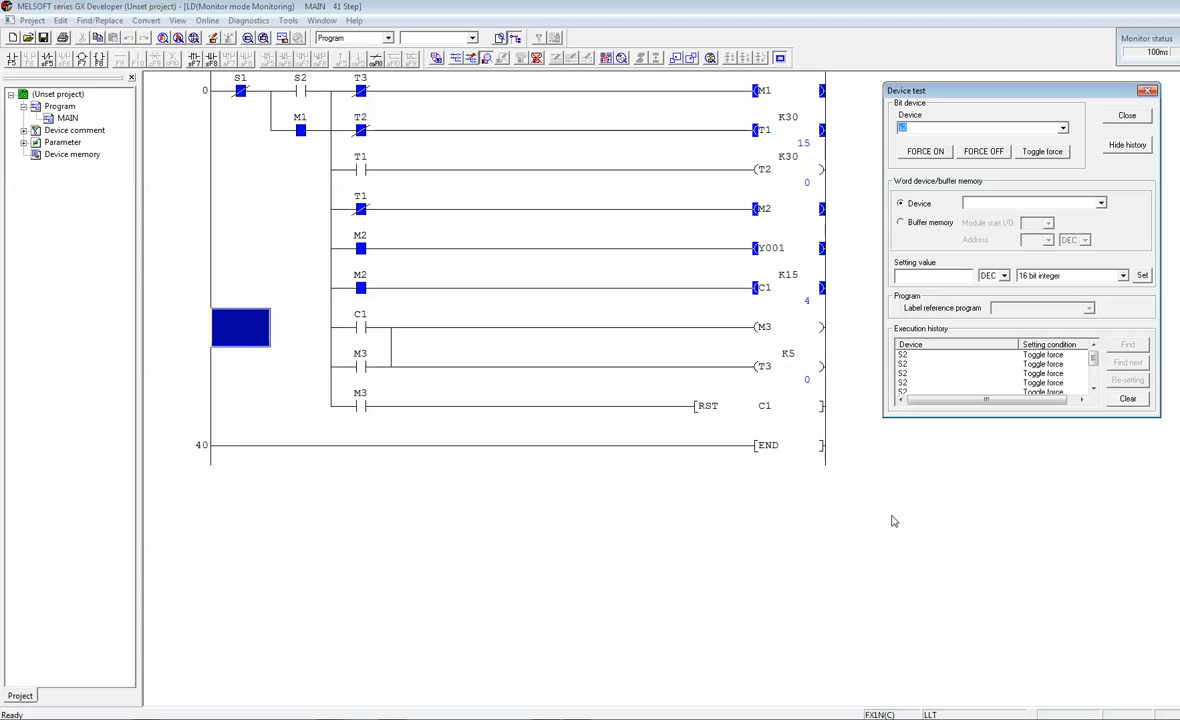 MELSOFT series GX Developer (Unset project) - [LD(Monitor mode Monitoring) MAIN 41 Step]
Project Edit Find/Replace Convert View Online Diagnostics Tools Window Help
Program
Monitor status
100ms
(Unset project)
Program
MAIN
Device comment
Parameter
Device memory
S1 S2 T3
0 M1
M1 T2 K30
T1
15
T1 K30
T2
0
T1
M2
M2
Y001
M2 K15
C1
4
C1
M3
M3 K5
T3
0
M3
RST C1
40 END
Device test
Bit device
Device
s2
Close
FORCE ON FORCE OFF Toggle force
Hide history
Word device/buffer memory
Device
Buffer memory Module start I/O
Address DEC
Setting value
DEC 16 bit integer Set
Program
Label reference program
Execution history
Device Setting condition
S2 Toggle force
S2 Toggle force
S2 Toggle force
S2 Toggle force
S2 Toggle force
Find
Find next
Re-setting
Clear
Project
Ready FX1N(C) LLT